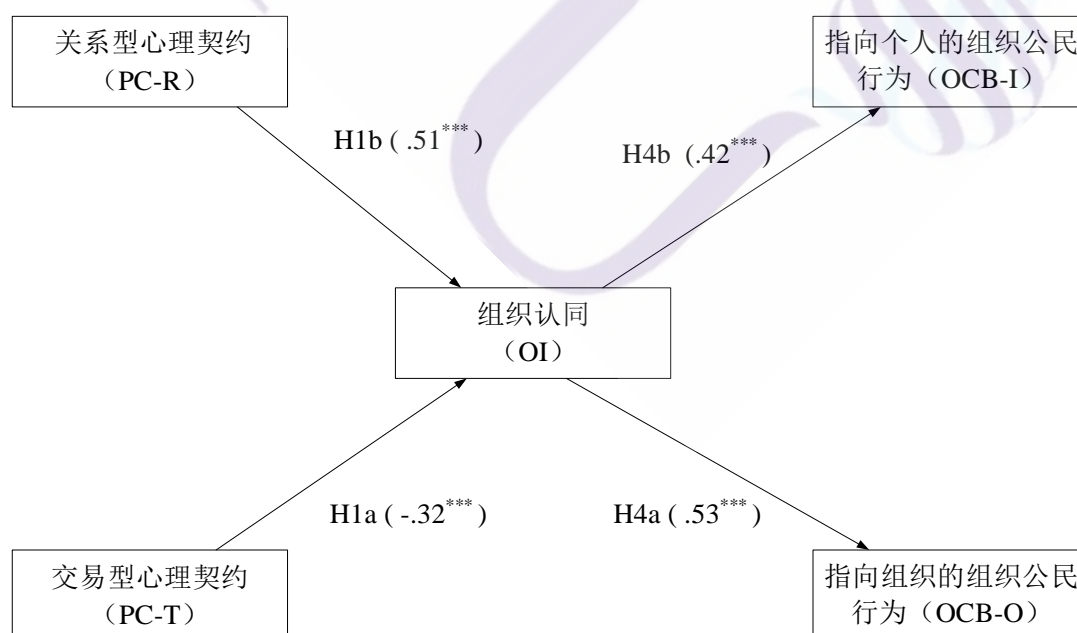 关系型心理契约
（PC-R）
指向个人的组织公民
行为（OCB-I）
H1b ( .51***)
H4b (.42***)
组织认同
（OI）
H1a ( -.32***)
H4a ( .53***)
交易型心理契约
（PC-T）
指向组织的组织公民
行为（OCB-O）